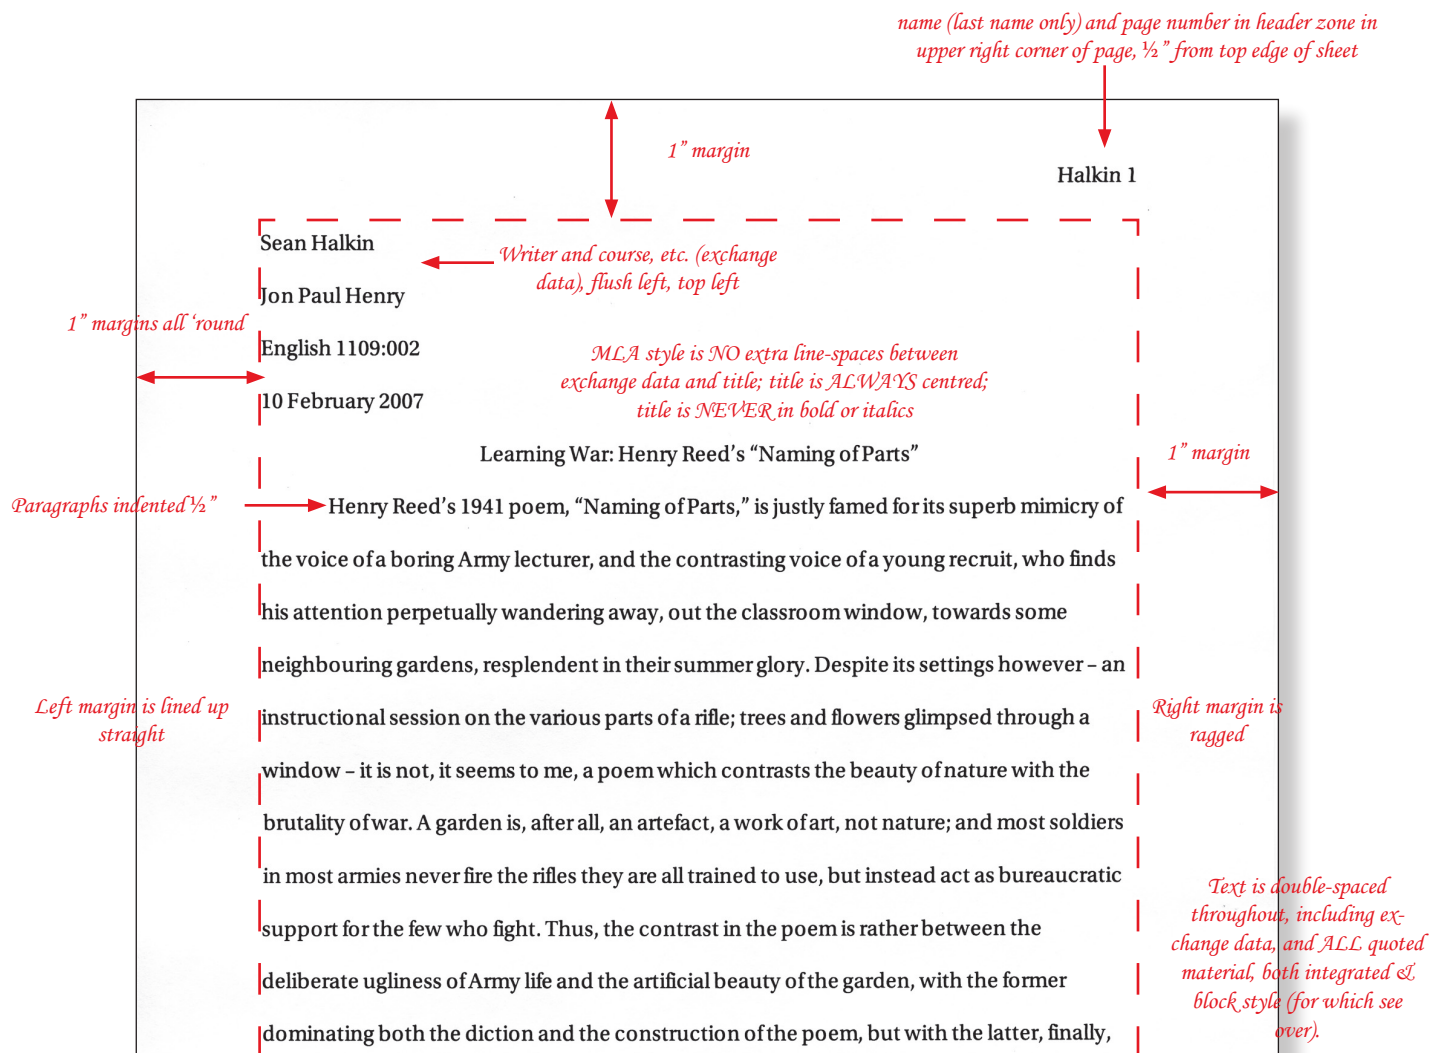 name (last name only) and page number in header zone in
upper right corner of page, ½” from top edge of sheet
1” margin
Halkin 1
Sean Halkin
Writer and course, etc. (exchange
data), flush left, top left
Jon Paul Henry
1” margins all ‘round
English 1109:002
MLA style is NO extra line-spaces between
exchange data and title; title is ALWAYS centred;
title is NEVER in bold or italics
10 February 2007
Learning War: Henry Reed’s “Naming of Parts”
1” margin
Paragraphs indented ½”
Henry Reed’s 1941 poem, “Naming of Parts,” is justly famed for its superb mimicry of
the voice of a boring Army lecturer, and the contrasting voice of a young recruit, who finds
his attention perpetually wandering away, out the classroom window, towards some
neighbouring gardens, resplendent in their summer glory. Despite its settings however – an
instructional session on the various parts of a rifle; trees and flowers glimpsed through a
window – it is not, it seems to me, a poem which contrasts the beauty of nature with the
brutality of war. A garden is, after all, an artefact, a work of art, not nature; and most soldiers
in most armies never fire the rifles they are all trained to use, but instead act as bureaucratic
support for the few who fight. Thus, the contrast in the poem is rather between the
deliberate ugliness of Army life and the artificial beauty of the garden, with the former
dominating both the diction and the construction of the poem, but with the latter, finally,
Left margin is lined up
straight
Right margin is
ragged
Text is double-spaced
throughout, including ex-
change data, and ALL quoted
material, both integrated &
block style (for which see
over).